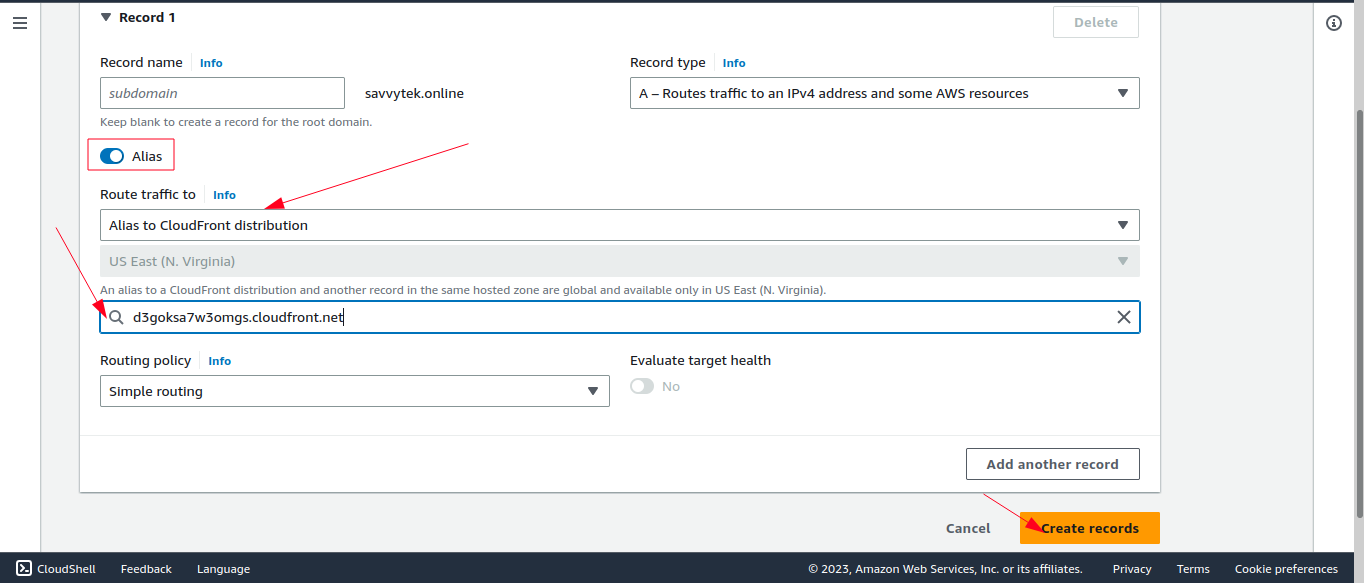 Record 1
Delete
Record name Info
Record type Info
subdomain
savvytek.online
A – Routes traffic to an IPv4 address and some AWS resources
Keep blank to create a record for the root domain.
Alias
Route traffic to Info
Alias to CloudFront distribution
US East (N. Virginia)
An alias to a CloudFront distribution and another record in the same hosted zone are global and available only in US East (N. Virginia).
d3goksa7w3omgs.cloudfront.net
Routing policy Info
Evaluate target health
Simple routing
No
Add another record
Cancel
Create records
CloudShell Feedback Language © 2023, Amazon Web Services, Inc. or its affiliates. Privacy Terms Cookie preferences